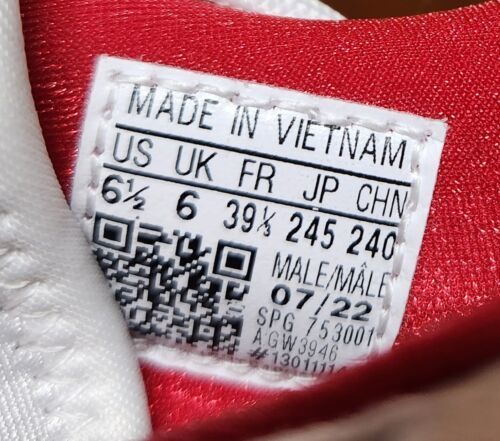 MADE IN VIETNAM
US UK FR JP CHN
6½ 6 39⅓ 245 240
MALE/MÂLE
07/22
SPG 753001
AGW3946